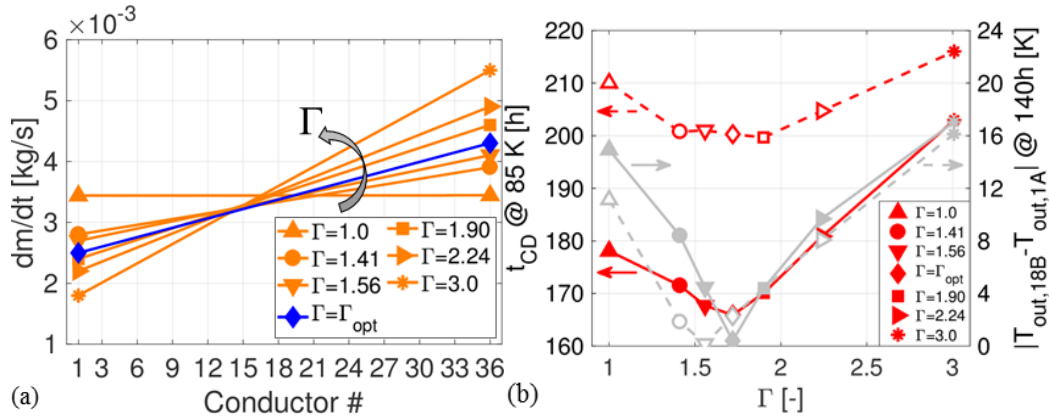 6 ×10⁻³
5
4
3
2
1
dm/dt [kg/s]
1 3 6 9 12 15 18 21 24 27 30 33 36
Conductor #
Γ
Γ=1.0
Γ=1.41
Γ=1.56
Γ=Γopt
Γ=1.90
Γ=2.24
Γ=3.0
(a)
220
210
200
190
180
170
160
tCD @ 85 K [h]
1 1.5 2 2.5 3
Γ [-]
24
20
16
12
8
4
0
|Tout,18B-Tout,1A| @ 140h [K]
Γ=1.0
Γ=1.41
Γ=1.56
Γ=Γopt
Γ=1.90
Γ=2.24
Γ=3.0
(b)